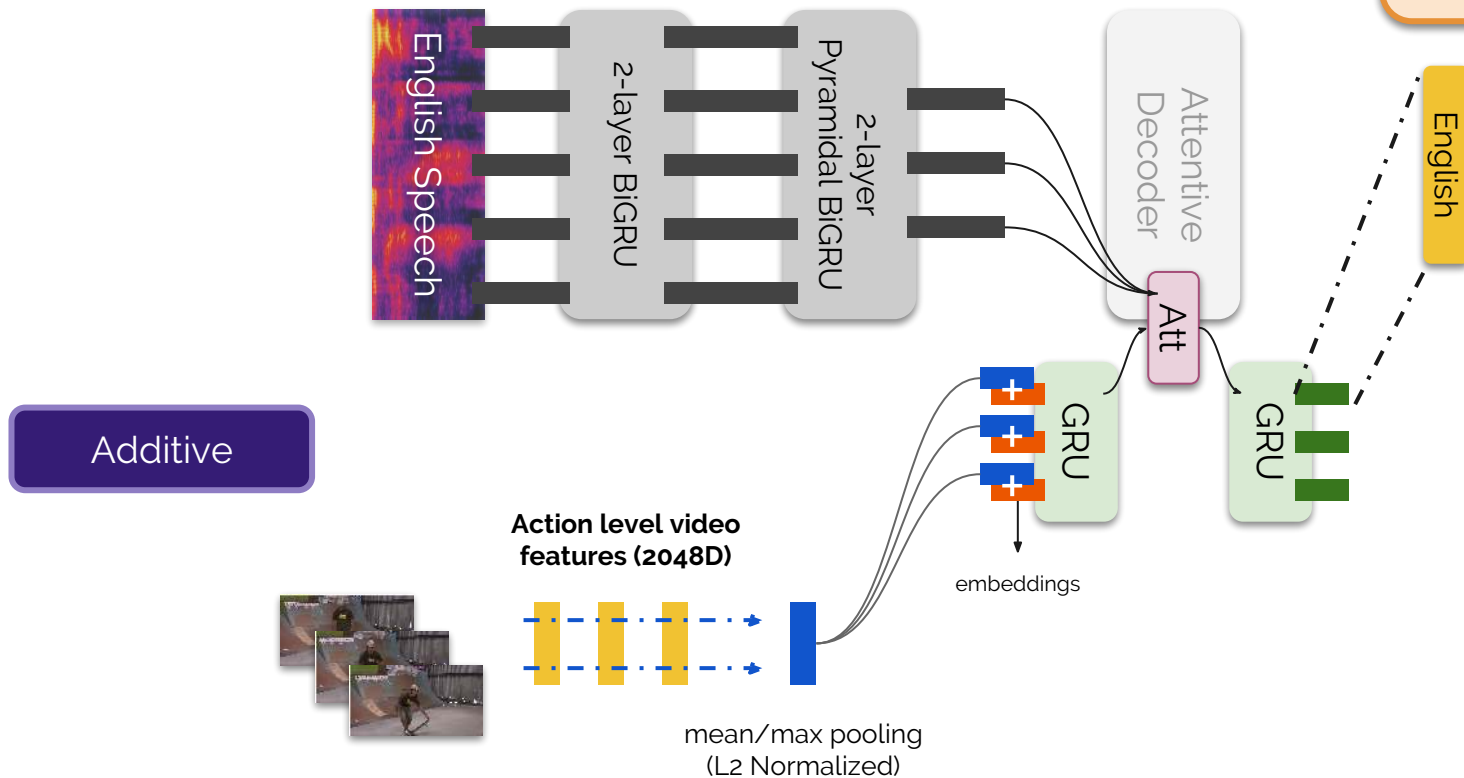 English Speech
2-layer BiGRU
2-layer
Pyramidal BiGRU
Attentive
Decoder
English
Att
GRU
GRU
+
+
+
Additive
embeddings
Action level video
features (2048D)
mean/max pooling
(L2 Normalized)